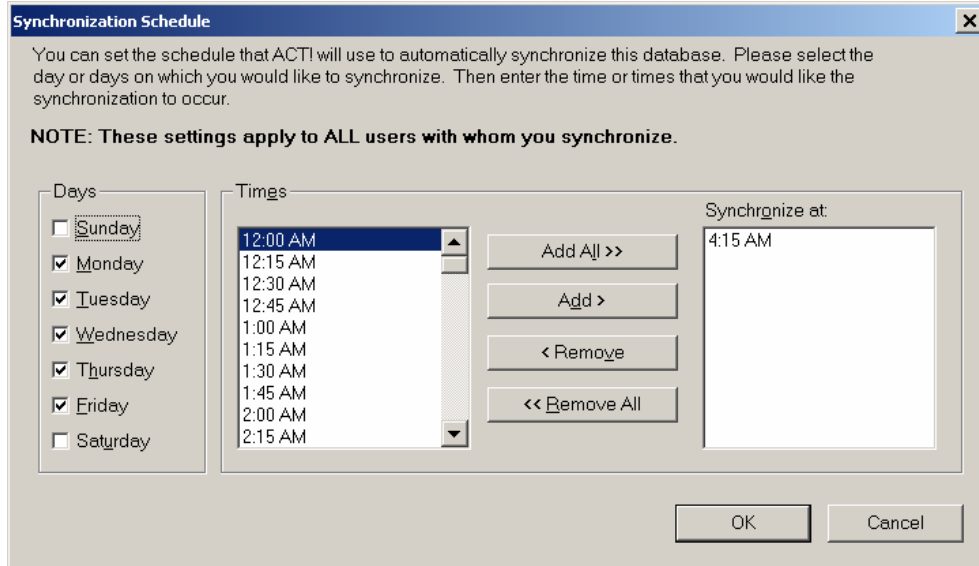 Synchronization Schedule
You can set the schedule that ACT! will use to automatically synchronize this database. Please select the
day or days on which you would like to synchronize. Then enter the time or times that you would like the
synchronization to occur.
NOTE: These settings apply to ALL users with whom you synchronize.
Days
Sunday
Monday
Tuesday
Wednesday
Thursday
Friday
Saturday
Times
12:00 AM
12:15 AM
12:30 AM
12:45 AM
1:00 AM
1:15 AM
1:30 AM
1:45 AM
2:00 AM
2:15 AM
Add All >>
Add >
< Remove
<< Remove All
Synchronize at:
4:15 AM
OK
Cancel